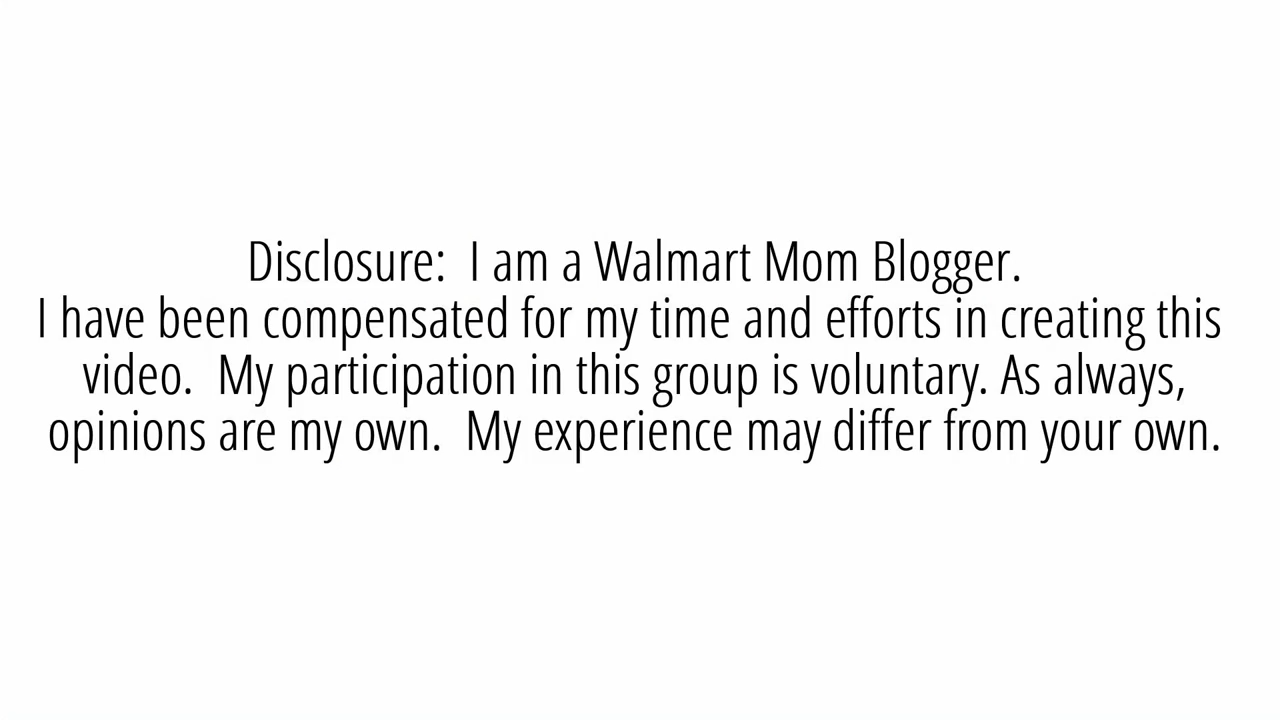 Disclosure:  I am a Walmart Mom Blogger.
I have been compensated for my time and efforts in creating this
video.  My participation in this group is voluntary. As always,
opinions are my own.  My experience may differ from your own.